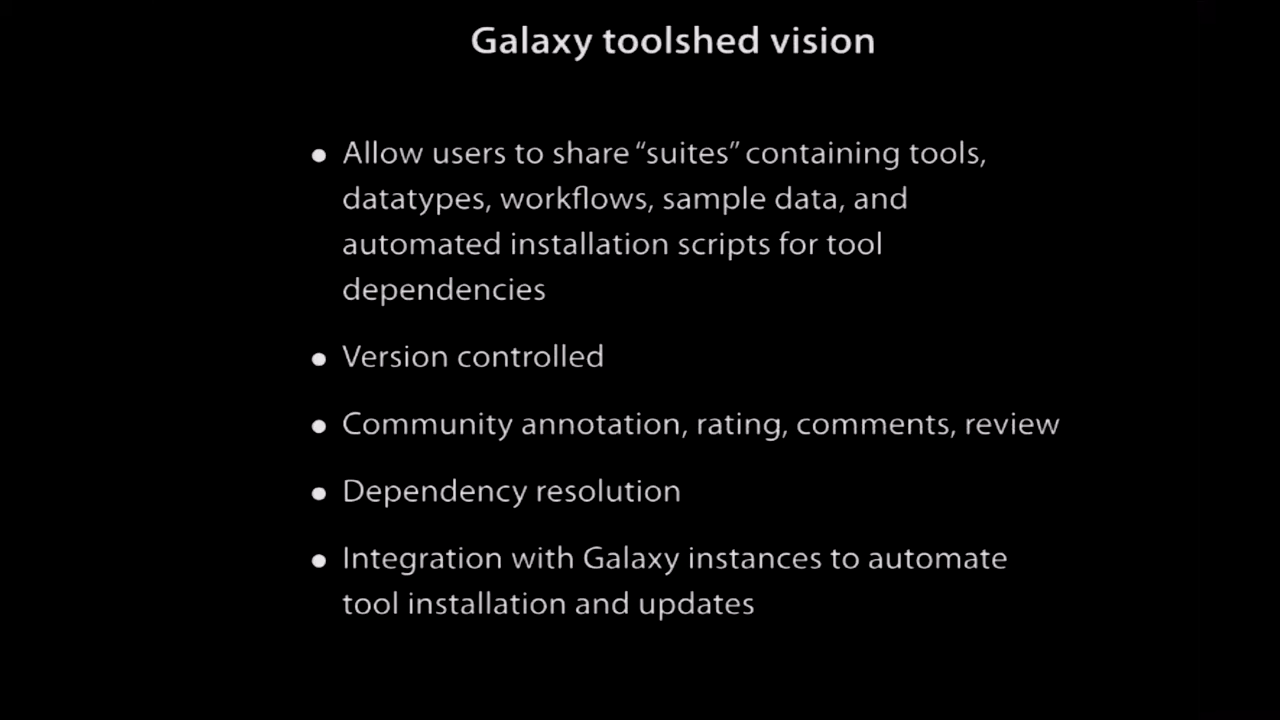 Galaxy toolshed vision
• Allow users to share “suites” containing tools,
datatypes, workflows, sample data, and
automated installation scripts for tool
dependencies
• Version controlled
• Community annotation, rating, comments, review
• Dependency resolution
• Integration with Galaxy instances to automate
tool installation and updates